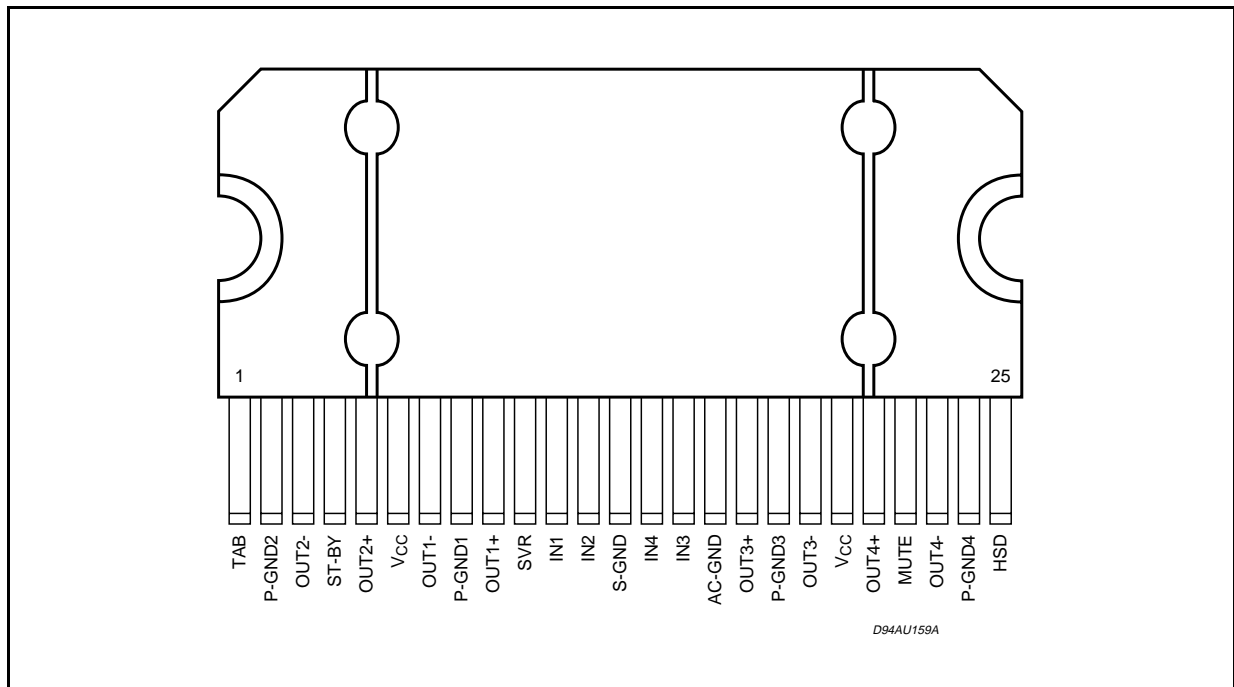 1
25
TAB
P-GND2
OUT2-
ST-BY
OUT2+
VCC
OUT1-
P-GND1
OUT1+
SVR
IN1
IN2
S-GND
IN4
IN3
AC-GND
OUT3+
P-GND3
OUT3-
VCC
OUT4+
MUTE
OUT4-
P-GND4
HSD
D94AU159A